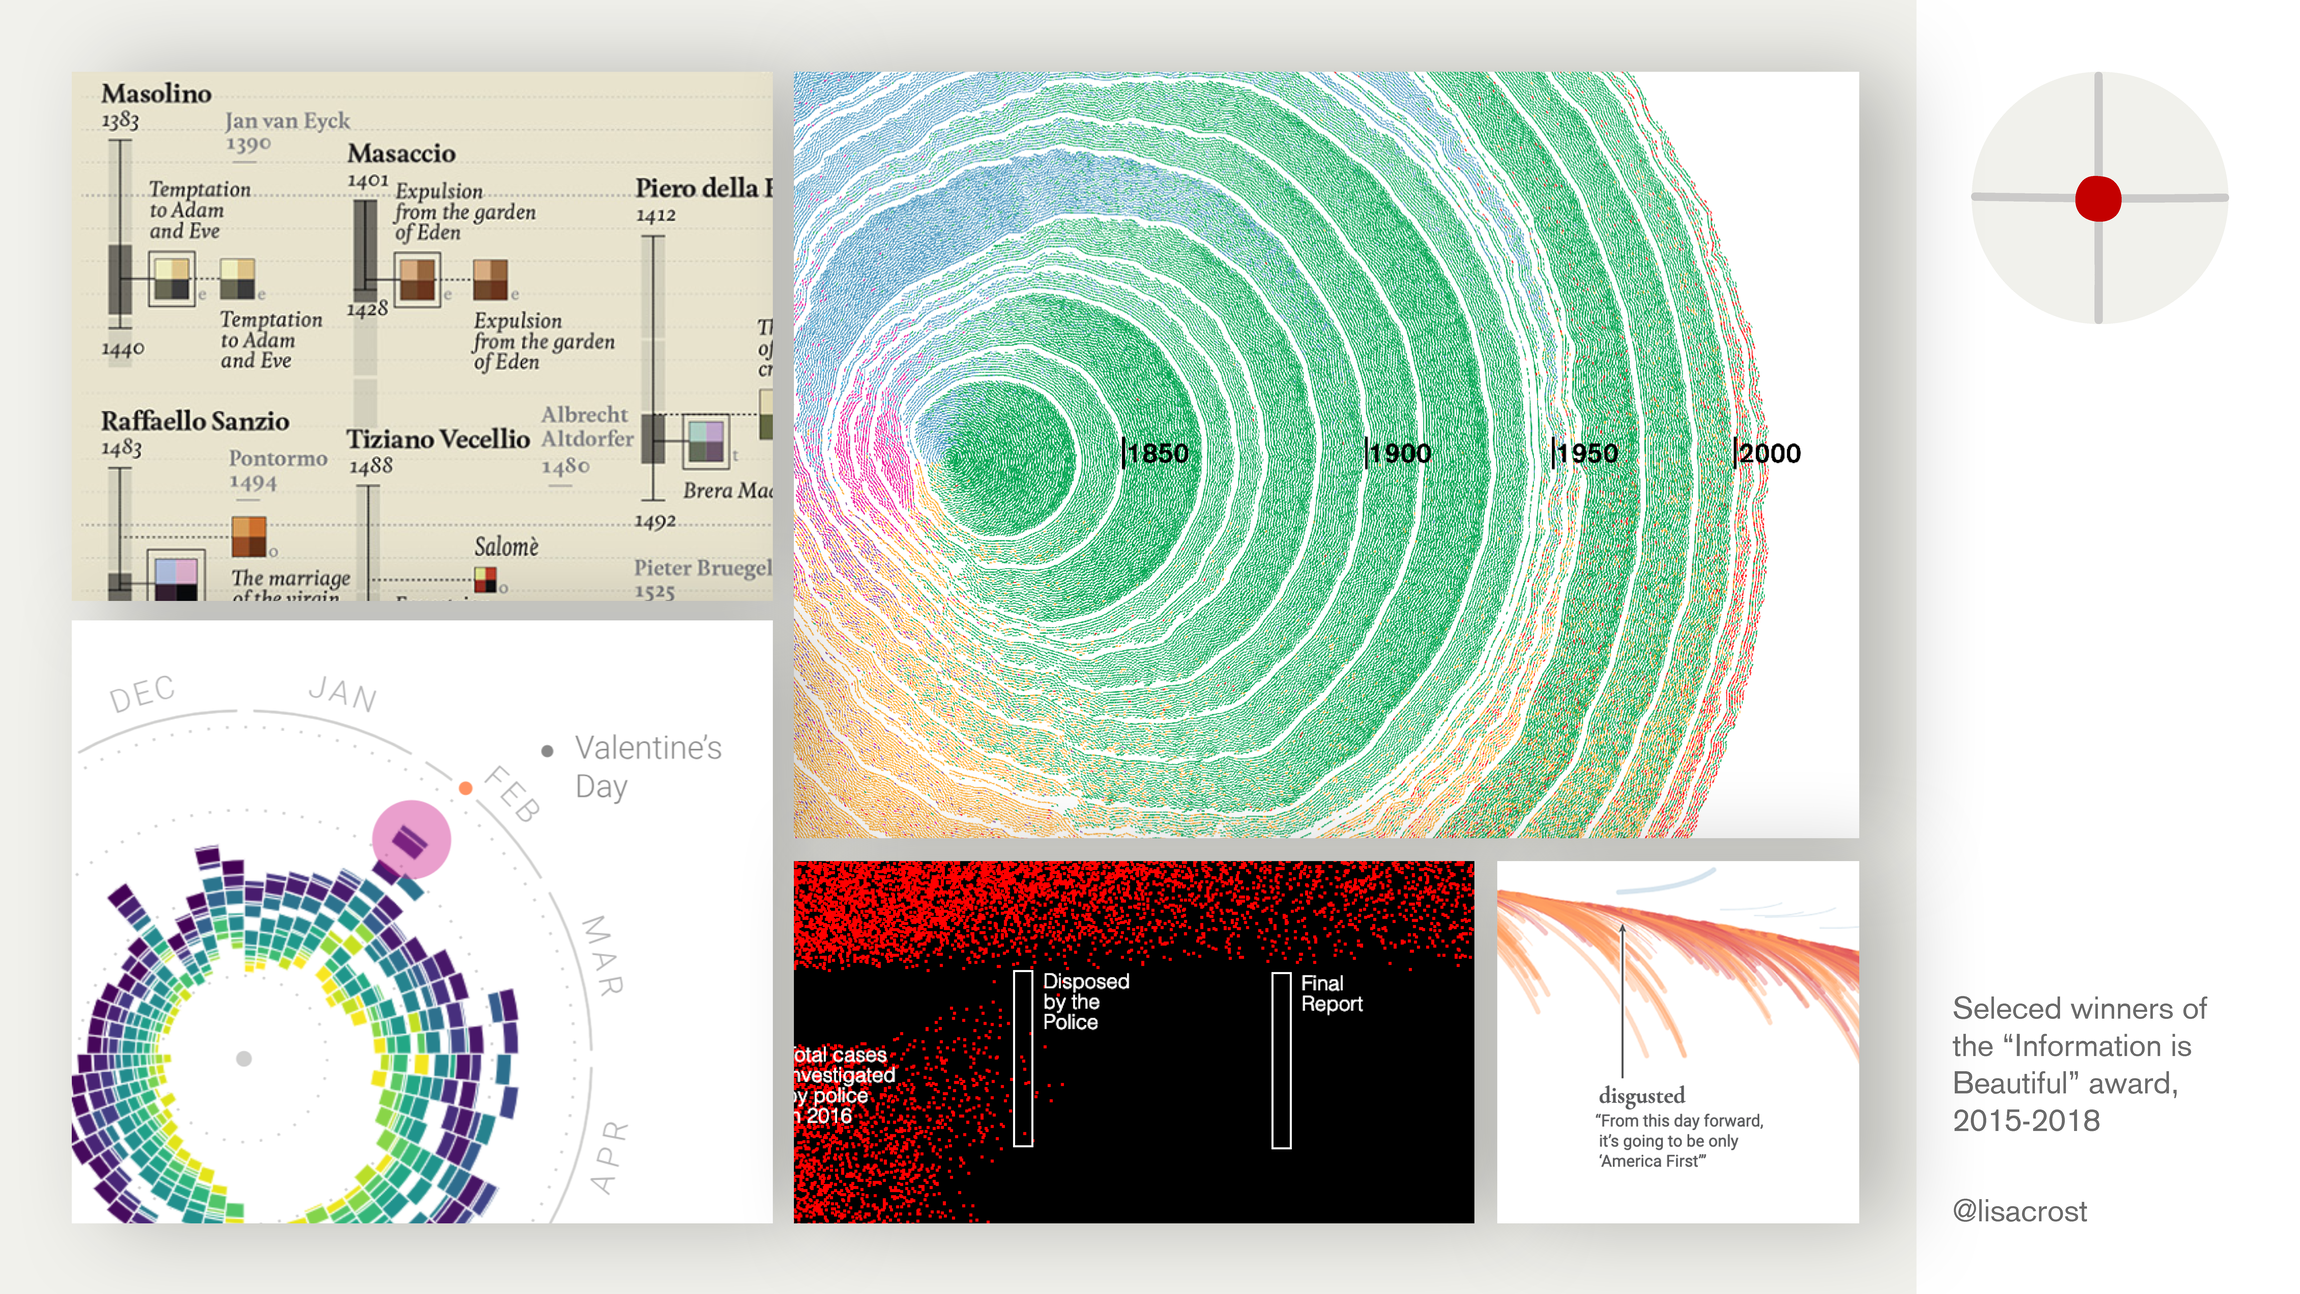 Masolino
1383
Jan van Eyck
1390
Masaccio
1401
Expulsion
from the garden
of Eden
Piero della
1412
Temptation
to Adam
and Eve
e
e
e
e
1428
Temptation
to Adam
and Eve
Expulsion
from the garden
of Eden
1440
Raffaello Sanzio
1483
Pontormo
1494
Tiziano Vecellio
1488
Albrecht
Altdorfer
1480
t
Brera
1492
o
Salomè
o
The marriage
of the virgin
Pieter Bruegel
1525
1850
1900
1950
2000
DEC
JAN
FEB
MAR
APR
Valentine’s
Day
Disposed
by the
Police
Final
Report
cases
by police
2016
disgusted
“From this day forward,
it’s going to be only
‘America First’”
Seleced winners of
the “Information is
Beautiful” award,
2015-2018
@lisacrost